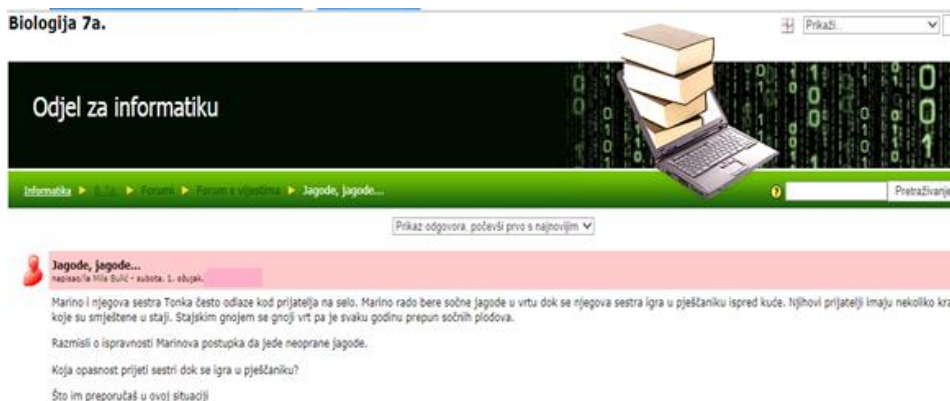 Biologija 7a.
Prikaži...
Odjel za informatiku
Informatika ► B 7a ► Forumi ► Forum s vijestima ► Jagode, jagode...
Pretraživanje
Prikaz odgovora, počevši prvo s najnovijim
Jagode, jagode...
napisao/la Mila Bulić - subota, 1. ožujak,
Marino i njegova sestra Tonka često odlaze kod prijatelja na selo. Marino rado bere sočne jagode u vrtu dok se njegova sestra igra u pješčaniku ispred kuće. Njihovi prijatelji imaju nekoliko kra
koje su smještene u staji. Stajskim gnojem se gnoji vrt pa je svaku godinu prepun sočnih plodova.
Razmisli o ispravnosti Marinova postupka da jede neoprane jagode.
Koja opasnost prijeti sestri dok se igra u pješčaniku?
Što im preporučaš u ovoj situaciji